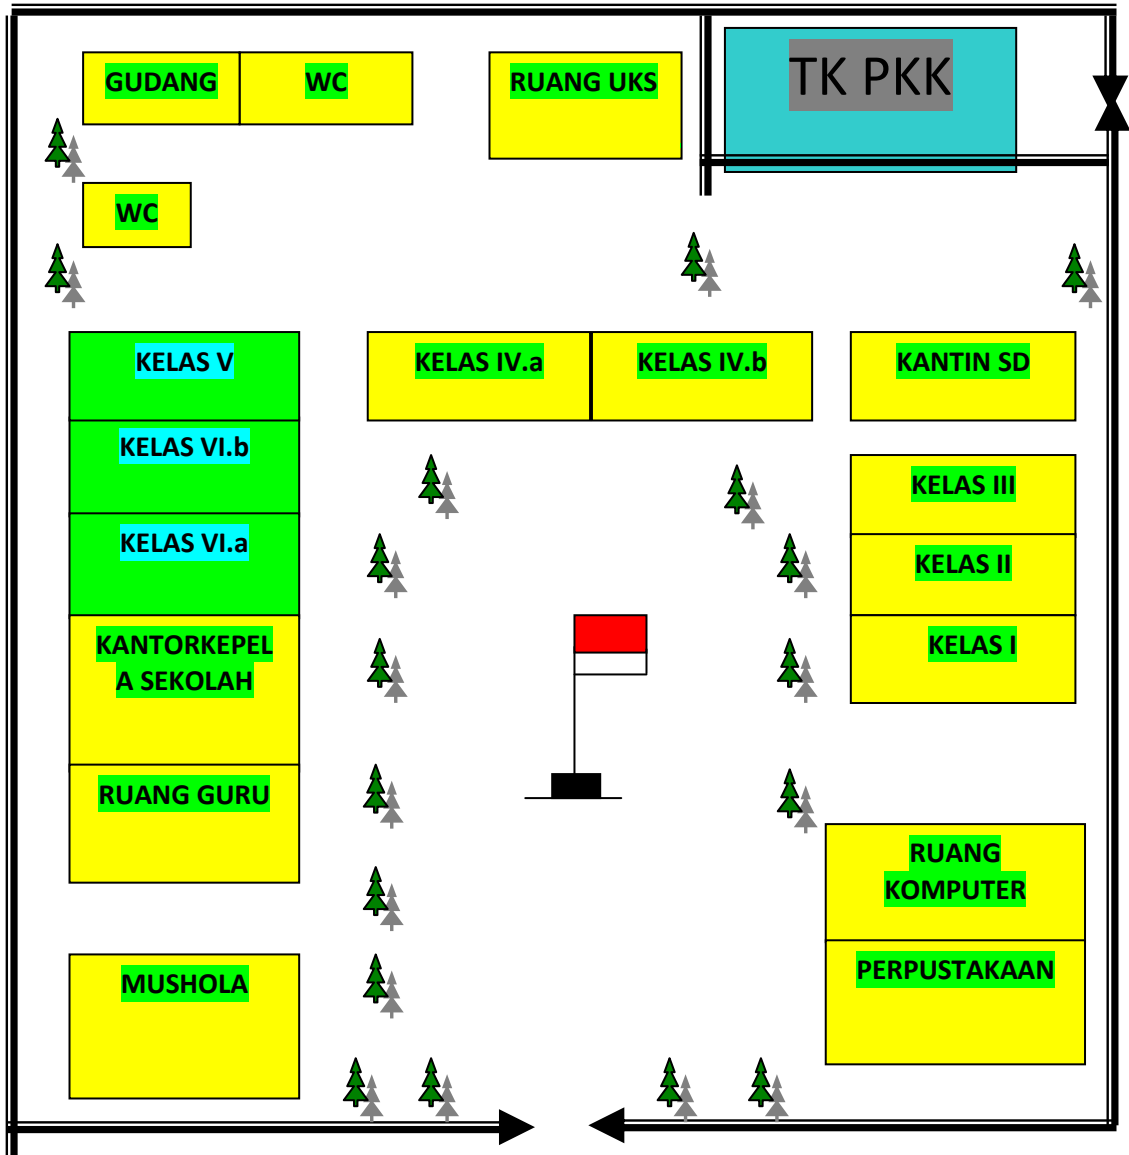 GUDANG
WC
RUANG UKS
TK PKK
WC
KELAS V
KELAS IV.a
KELAS IV.b
KANTIN SD
KELAS VI.b
KELAS III
KELAS VI.a
KELAS II
KANTORKEPEL
A SEKOLAH
KELAS I
RUANG GURU
RUANG
KOMPUTER
MUSHOLA
PERPUSTAKAAN